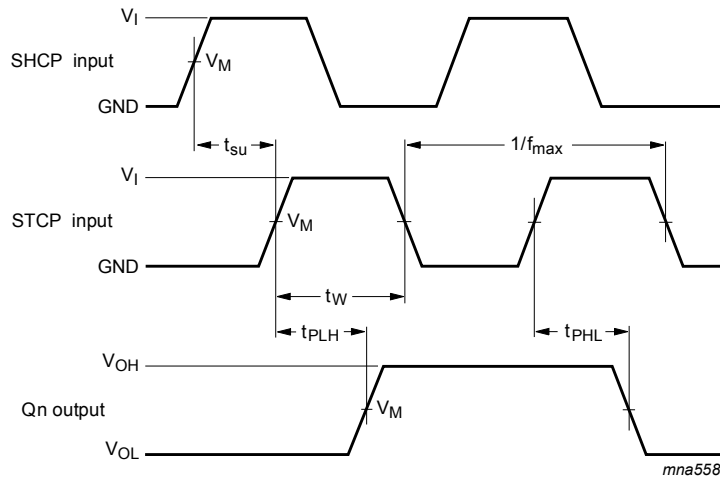 VI
SHCP input
VM
GND
tsu
1/fmax
VI
STCP input
VM
GND
tW
tPLH
tPHL
VOH
Qn output
VM
VOL
mna558